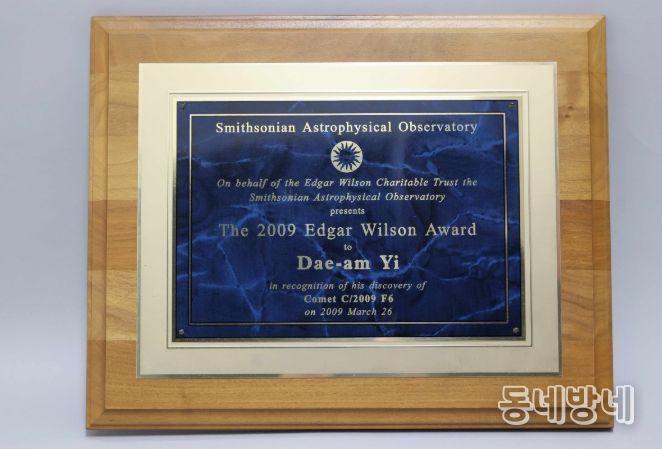 Smithsonian Astrophysical Observatory
On behalf of the Edgar Wilson Charitable Trust the
Smithsonian Astrophysical Observatory
presents
The 2009 Edgar Wilson Award
to
Dae-am Yi
in recognition of his discovery of
Comet C/2009 F6
on 2009 March 26
동네방네